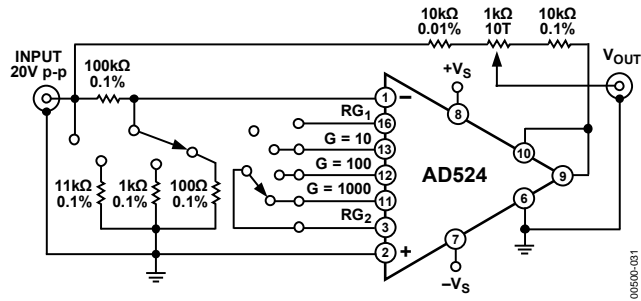 10kΩ
0.01%
1kΩ
10T
10kΩ
0.1%
INPUT
20V p-p
100kΩ
0.1%
+VS
VOUT
1
–
RG1
16
8
G = 10
13
10
G = 100
12
AD524
9
11kΩ
0.1%
1kΩ
0.1%
100Ω
0.1%
G = 1000
11
6
RG2
3
2
+
7
–VS
00500-031